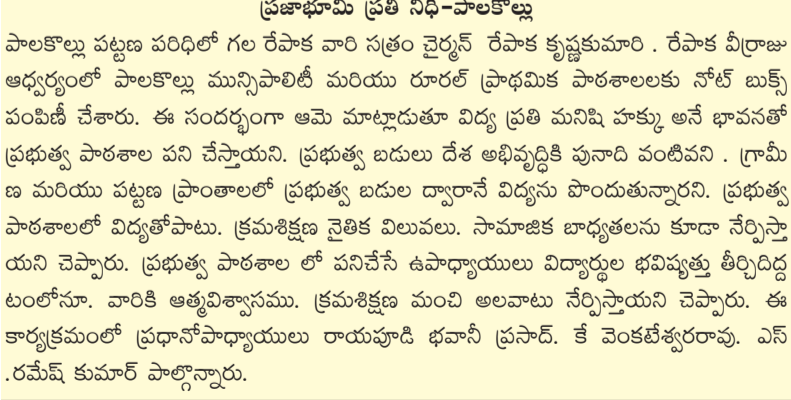 ప్రజాభూమి ప్రతి నిధి-పాలకొల్లు
పాలకొల్లు పట్టణ పరిధిలో గల రేపాక వారి సత్రం చైర్మన్ రేపాక కృష్ణకుమారి . రేపాక వీర్రాజు
ఆధ్వర్యంలో పాలకొల్లు మున్సిపాలిటీ మరియు రూరల్ ప్రాథమిక పాఠశాలలకు నోట్ బుక్స్
పంపిణీ చేశారు. ఈ సందర్భంగా ఆమె మాట్లాడుతూ విద్య ప్రతి మనిషి హక్కు అనే భావనతో
ప్రభుత్వ పాఠశాల పని చేస్తాయని. ప్రభుత్వ బడులు దేశ అభివృద్ధికి పునాది వంటివని . గ్రామీ
ణ మరియు పట్టణ ప్రాంతాలలో ప్రభుత్వ బడుల ద్వారానే విద్యను పొందుతున్నారని. ప్రభుత్వ
పాఠశాలలో విద్యతోపాటు. క్రమశిక్షణ నైతిక విలువలు. సామాజిక బాధ్యతలను కూడా నేర్పిస్తా
యని చెప్పారు. ప్రభుత్వ పాఠశాల లో పనిచేసే ఉపాధ్యాయులు విద్యార్థుల భవిష్యత్తు తీర్చిదిద్ద
టంలోనూ. వారికి ఆత్మవిశ్వాసము. క్రమశిక్షణ మంచి అలవాటు నేర్పిస్తాయని చెప్పారు. ఈ
కార్యక్రమంలో ప్రధానోపాధ్యాయులు రాయపూడి భవానీ ప్రసాద్. కే వెంకటేశ్వరరావు. ఎస్
.రమేష్ కుమార్ పాల్గొన్నారు.